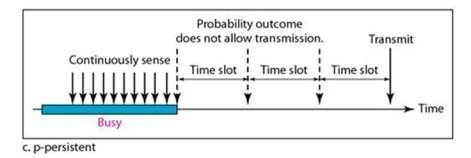 Probability outcome
does not allow transmission.
Transmit
Continuously sense
Time slot
Time slot
Time slot
Time
Busy
c. p-persistent